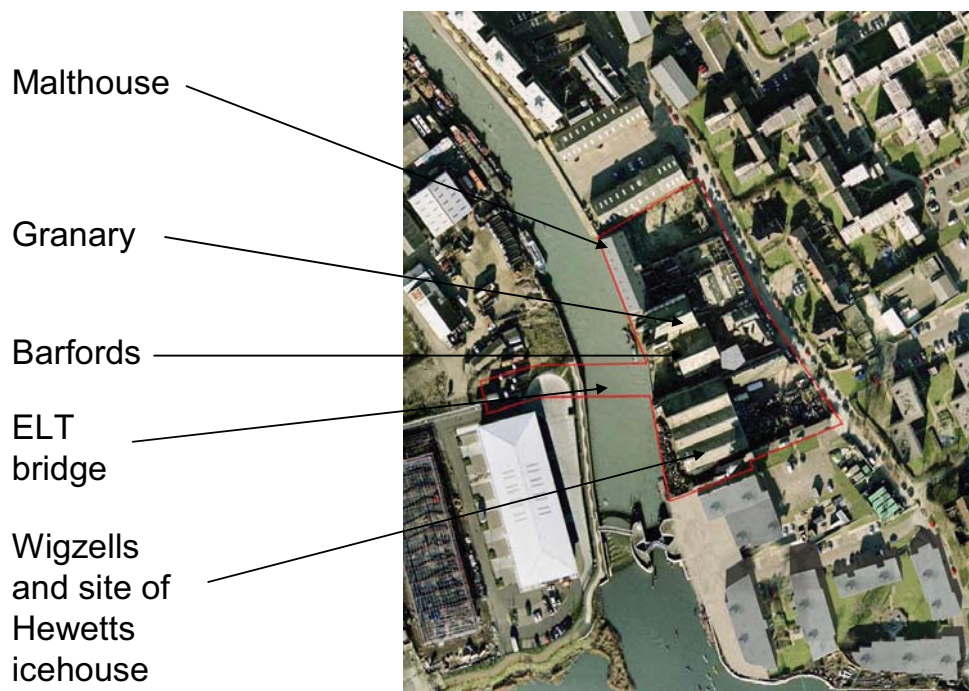 Malthouse
Granary
Barfords
ELT
bridge
Wigzells
and site of
Hewetts
icehouse